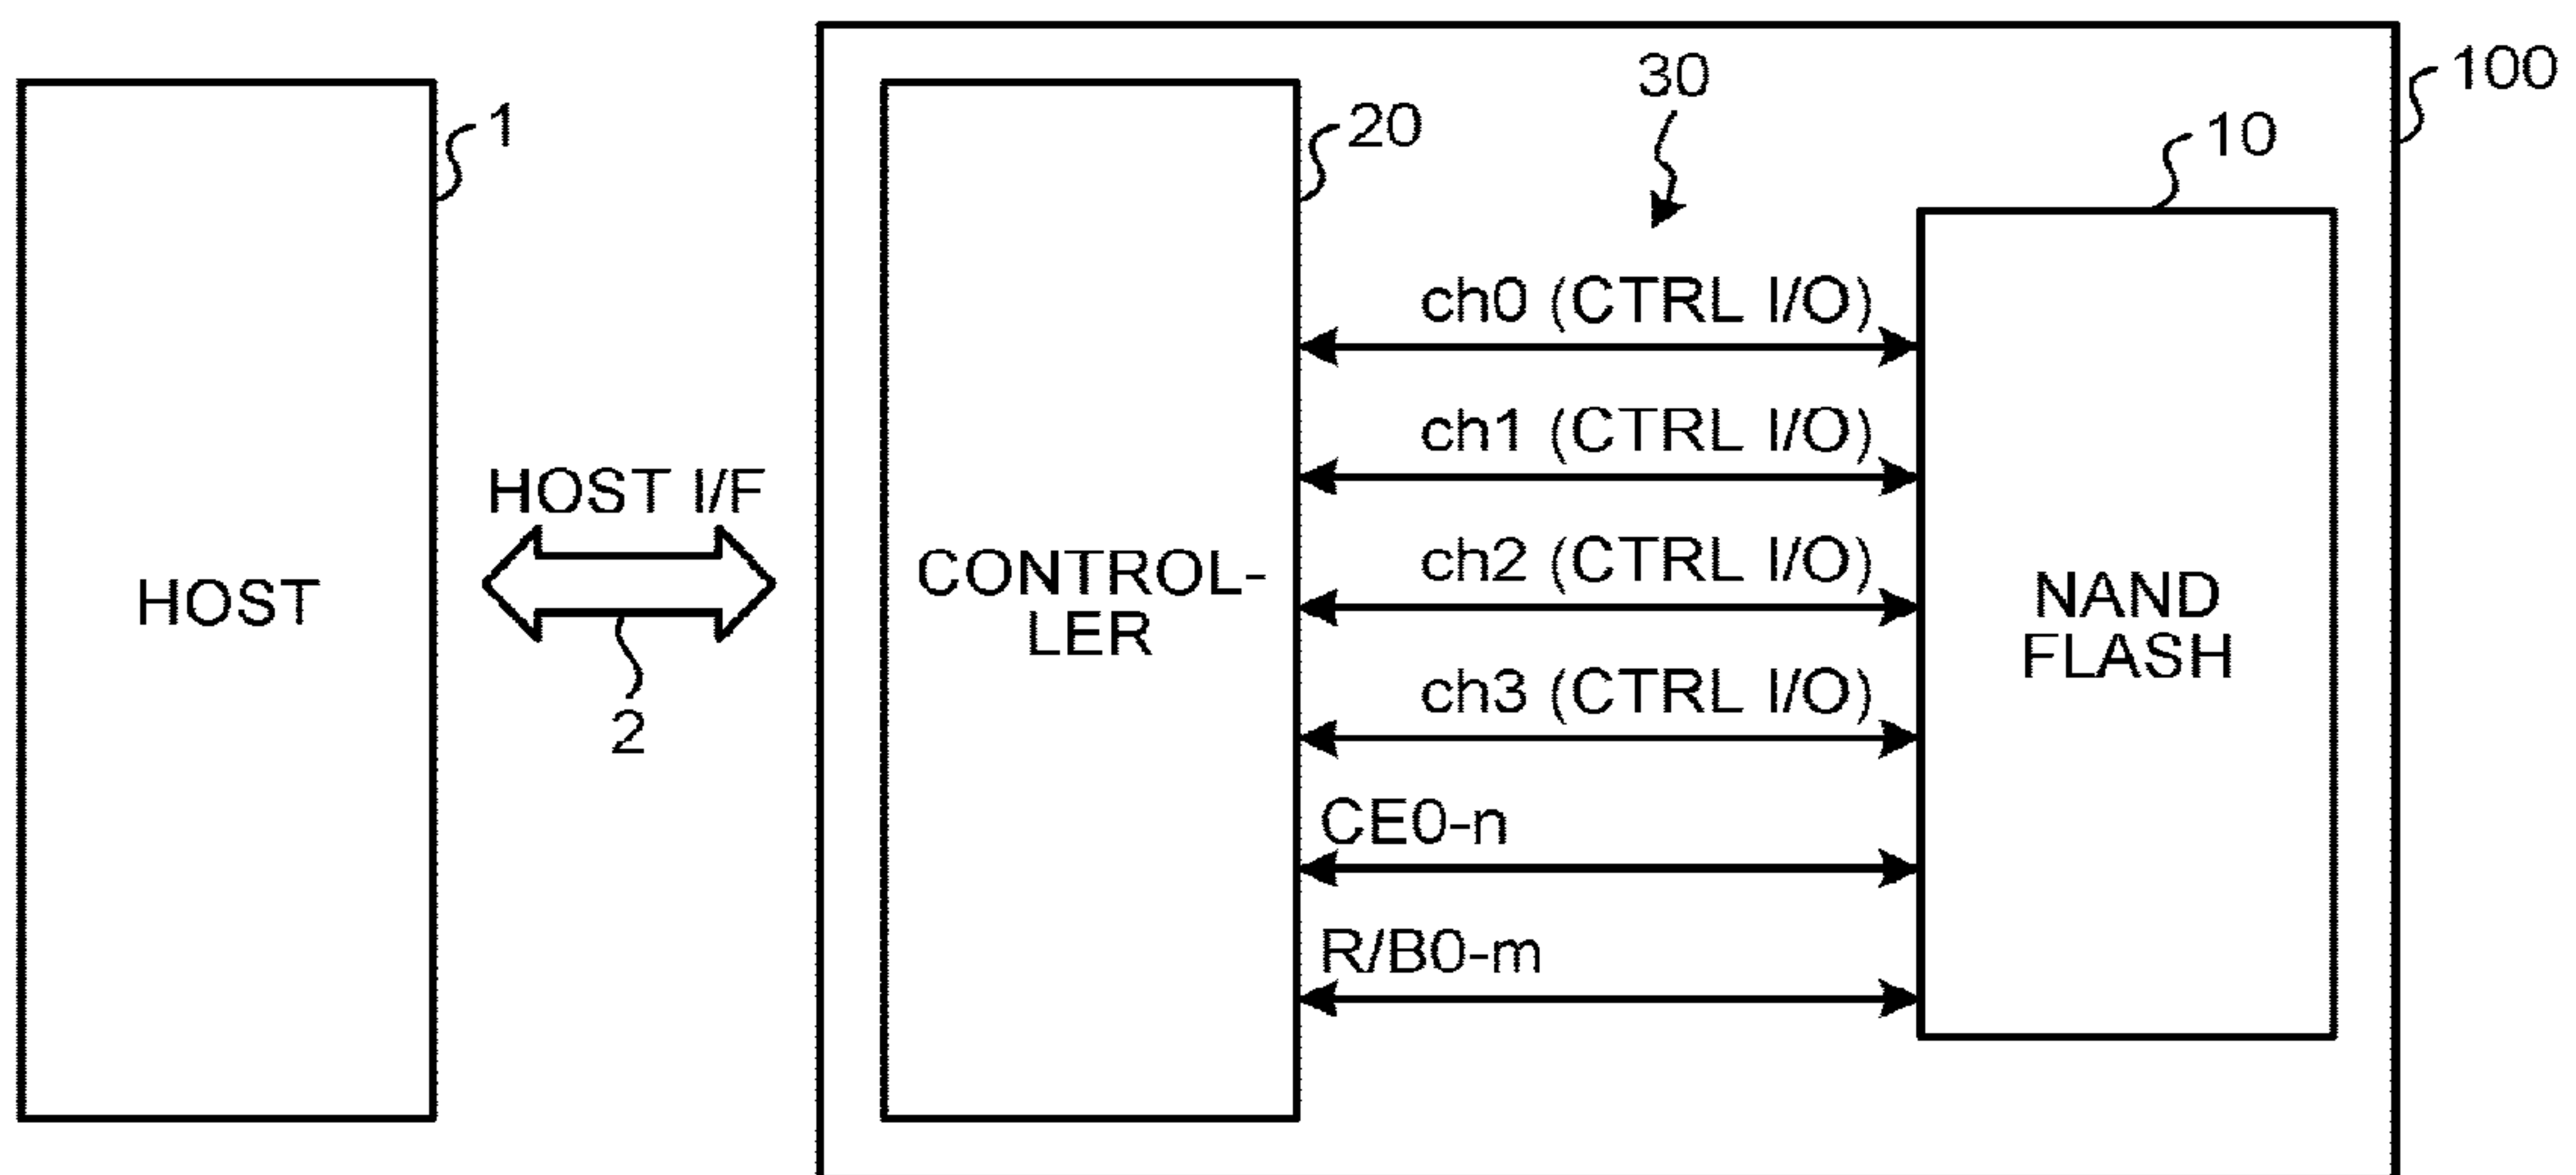 100
30
1
20
10
ch0 (CTRL I/O)
ch1 (CTRL I/O)
HOST I/F
ch2 (CTRL I/O)
CONTROL-
LER
HOST
NAND
FLASH
ch3 (CTRL I/O)
2
CE0-n
R/B0-m